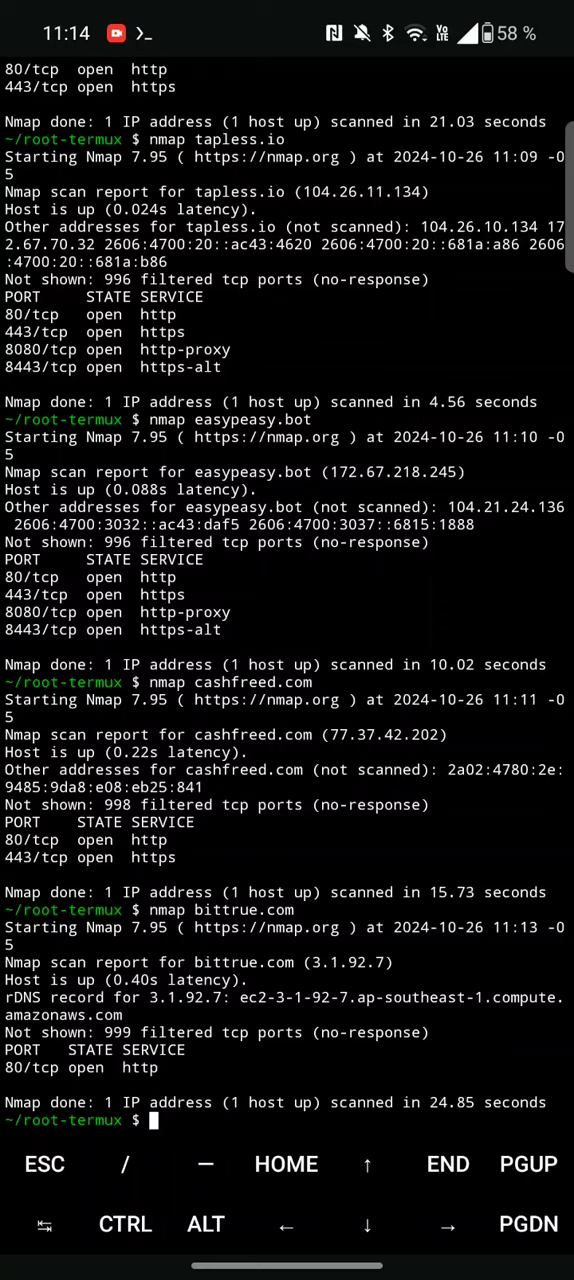 11:14 >_ Vo LTE 58 %
80/tcp  open  http
443/tcp open  https
Nmap done: 1 IP address (1 host up) scanned in 21.03 seconds
~/root-termux $ nmap tapless.io
Starting Nmap 7.95 ( https://nmap.org ) at 2024-10-26 11:09 -0
5
Nmap scan report for tapless.io (104.26.11.134)
Host is up (0.024s latency).
Other addresses for tapless.io (not scanned): 104.26.10.134 17
2.67.70.32 2606:4700:20::ac43:4620 2606:4700:20::681a:a86 2606
:4700:20::681a:b86
Not shown: 996 filtered tcp ports (no-response)
PORT     STATE SERVICE
80/tcp   open  http
443/tcp  open  https
8080/tcp open  http-proxy
8443/tcp open  https-alt
Nmap done: 1 IP address (1 host up) scanned in 4.56 seconds
~/root-termux $ nmap easypeasy.bot
Starting Nmap 7.95 ( https://nmap.org ) at 2024-10-26 11:10 -0
5
Nmap scan report for easypeasy.bot (172.67.218.245)
Host is up (0.088s latency).
Other addresses for easypeasy.bot (not scanned): 104.21.24.136
 2606:4700:3032::ac43:daf5 2606:4700:3037::6815:1888
Not shown: 996 filtered tcp ports (no-response)
PORT     STATE SERVICE
80/tcp   open  http
443/tcp  open  https
8080/tcp open  http-proxy
8443/tcp open  https-alt
Nmap done: 1 IP address (1 host up) scanned in 10.02 seconds
~/root-termux $ nmap cashfreed.com
Starting Nmap 7.95 ( https://nmap.org ) at 2024-10-26 11:11 -0
5
Nmap scan report for cashfreed.com (77.37.42.202)
Host is up (0.22s latency).
Other addresses for cashfreed.com (not scanned): 2a02:4780:2e:
9485:9da8:e08:eb25:841
Not shown: 998 filtered tcp ports (no-response)
PORT    STATE SERVICE
80/tcp  open  http
443/tcp open  https
Nmap done: 1 IP address (1 host up) scanned in 15.73 seconds
~/root-termux $ nmap bittrue.com
Starting Nmap 7.95 ( https://nmap.org ) at 2024-10-26 11:13 -0
5
Nmap scan report for bittrue.com (3.1.92.7)
Host is up (0.40s latency).
rDNS record for 3.1.92.7: ec2-3-1-92-7.ap-southeast-1.compute.
amazonaws.com
Not shown: 999 filtered tcp ports (no-response)
PORT   STATE SERVICE
80/tcp open  http
Nmap done: 1 IP address (1 host up) scanned in 24.85 seconds
~/root-termux $
ESC / — HOME ↑ END PGUP
↹ CTRL ALT ← ↓ → PGDN